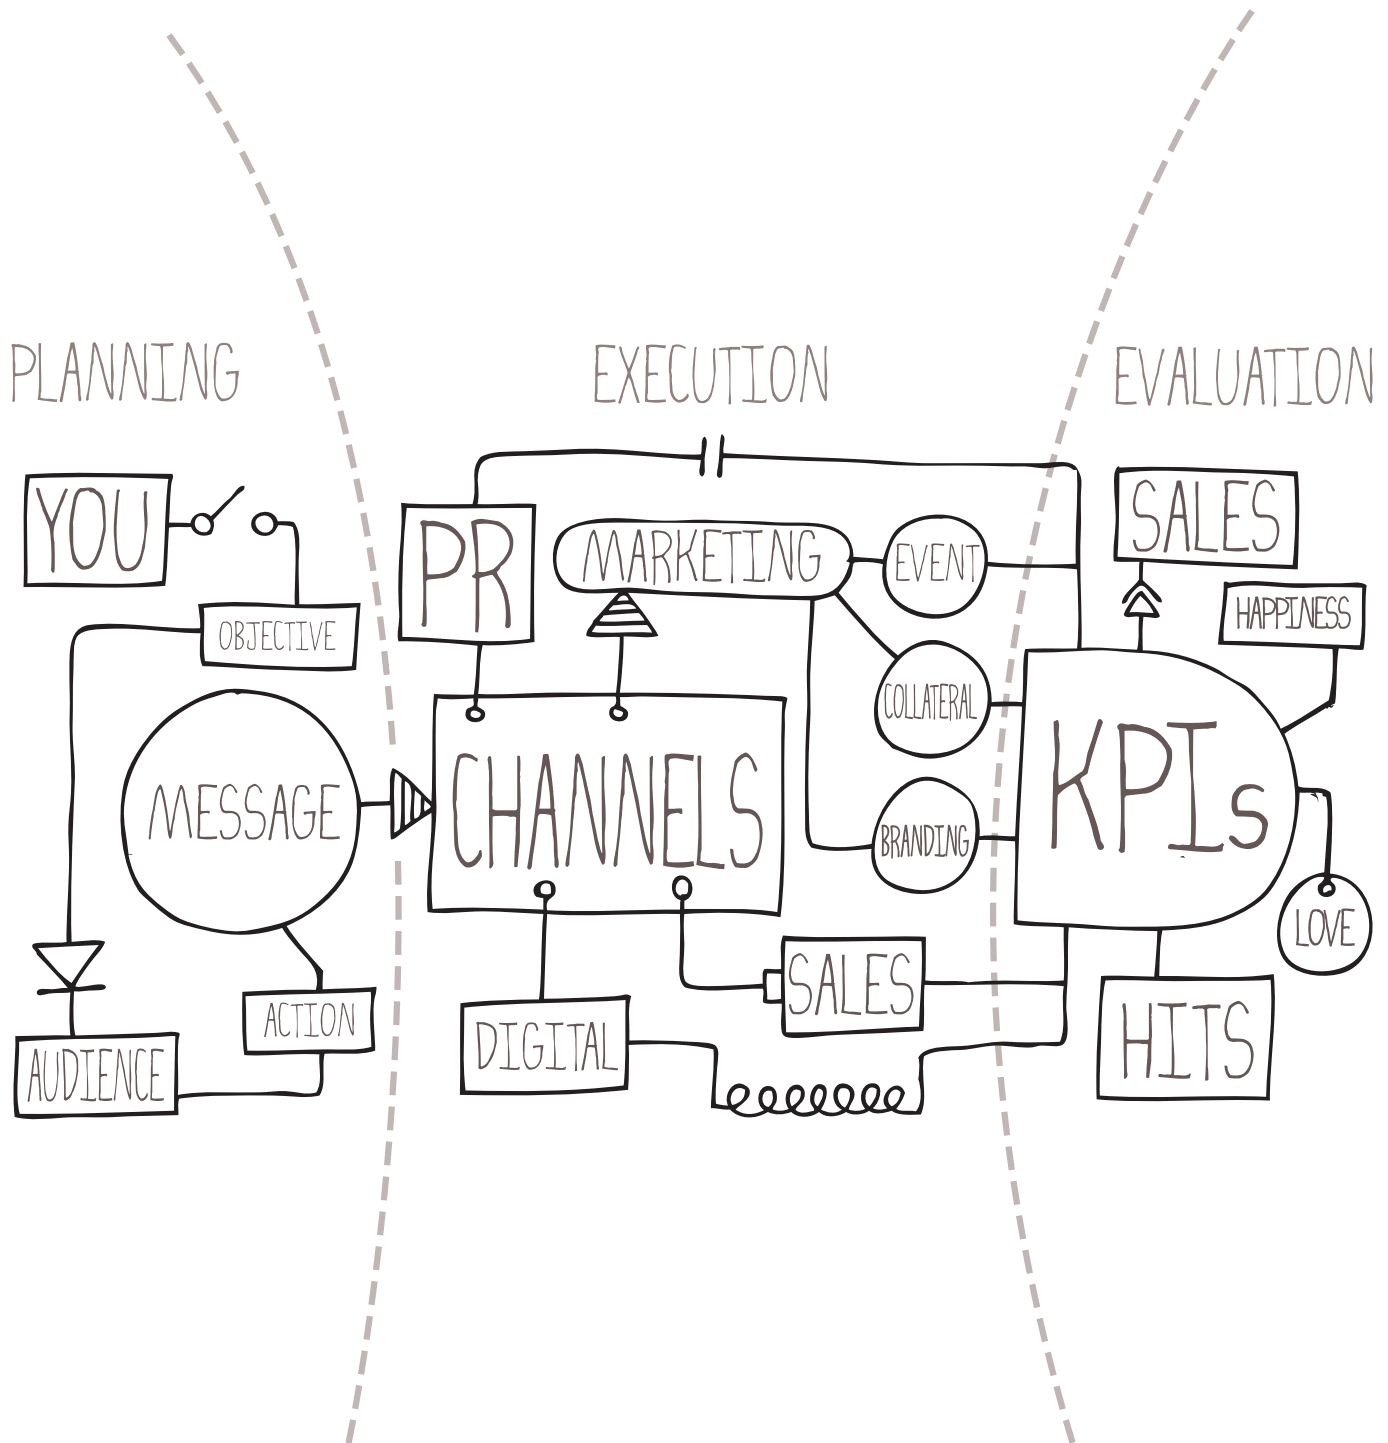 PLANNING
EXECUTION
EVALUATION
YOU
OBJECTIVE
MESSAGE
ACTION
AUDIENCE
PR
MARKETING
EVENT
COLLATERAL
BRANDING
CHANNELS
DIGITAL
SALES
KPIs
SALES
HAPPINESS
LOVE
HITS